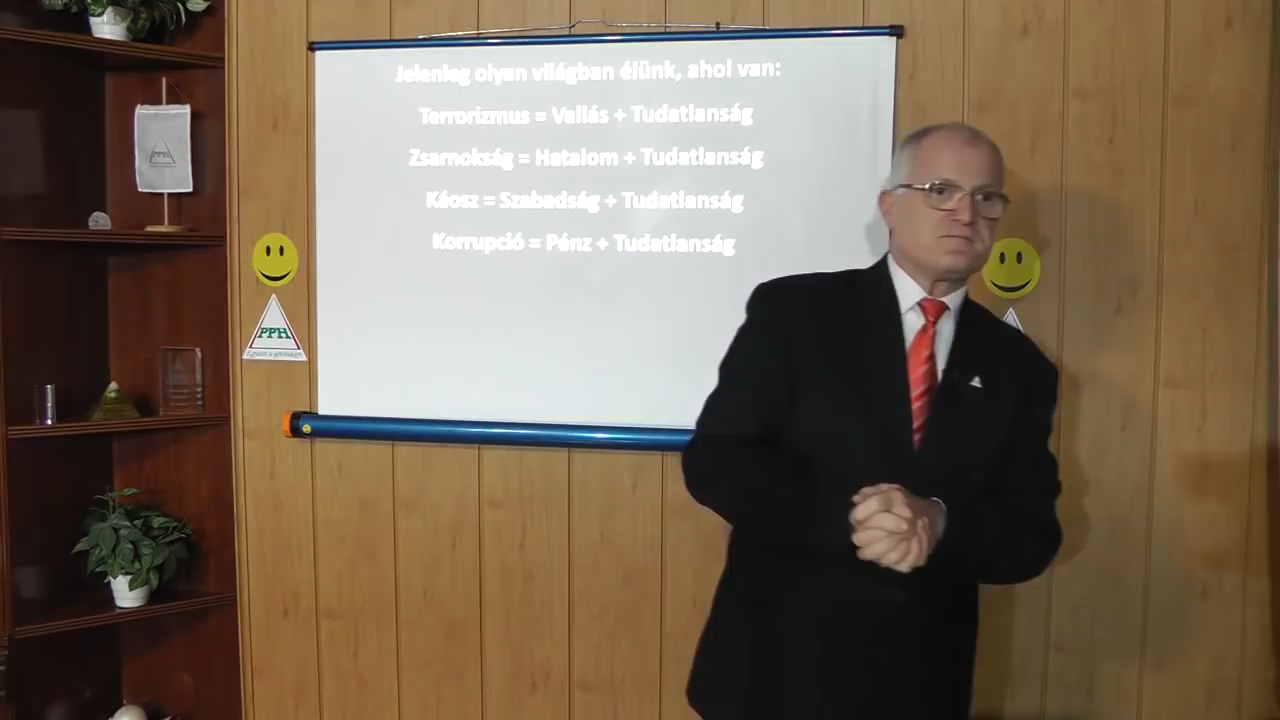 Jelenleg olyan világban élünk, ahol van:
Terrorizmus = Vallás + Tudatlanság
Zsarnokság = Hatalom + Tudatlanság
Káosz = Szabadság + Tudatlanság
Korrupció = Pénz + Tudatlanság
PPH